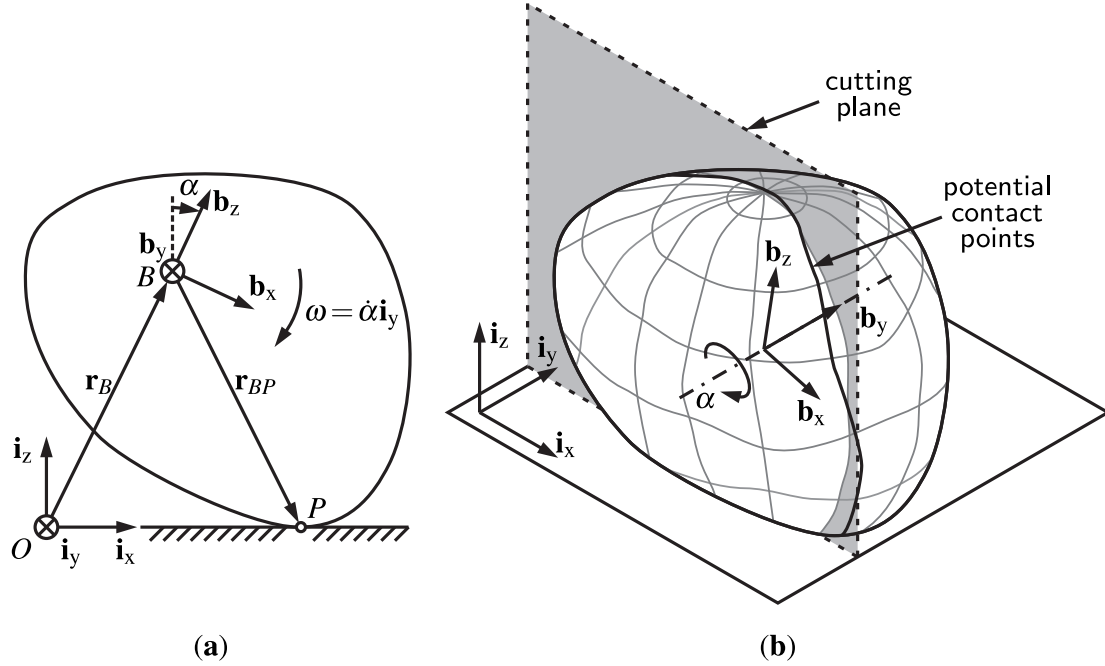 α
b_z
b_y
B
b_x
ω = α̇i_y
r_B
r_BP
i_z
P
O
i_y
i_x
(a)
cutting
plane
potential
contact
points
b_z
b_y
i_z
i_y
α
b_x
i_x
(b)